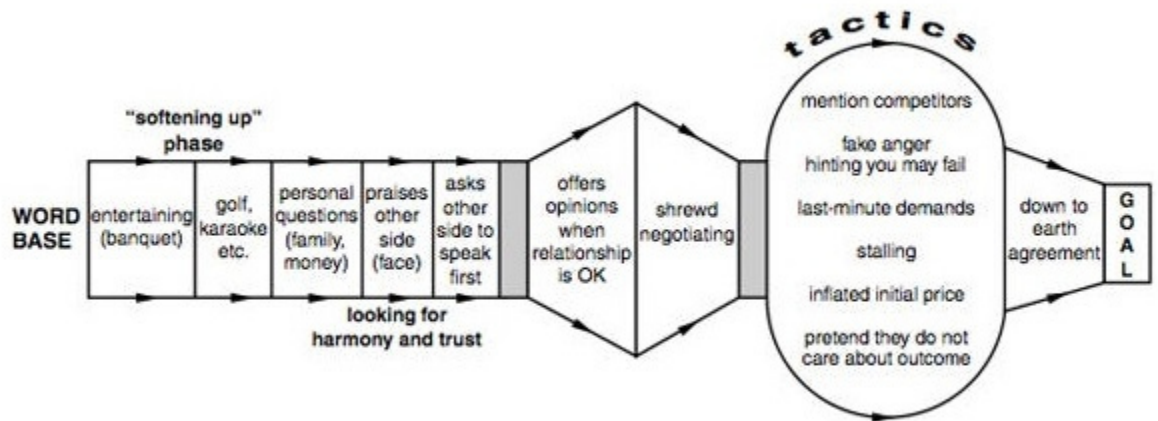 tactics
"softening up"
phase
WORD
BASE
entertaining
(banquet)
golf,
karaoke
etc.
personal
questions
(family,
money)
praises
other
side
(face)
asks
other
side to
speak
first
looking for
harmony and trust
offers
opinions
when
relationship
is OK
shrewd
negotiating
mention competitors
fake anger
hinting you may fail
last-minute demands
stalling
inflated initial price
pretend they do not
care about outcome
down to
earth
agreement
GOAL